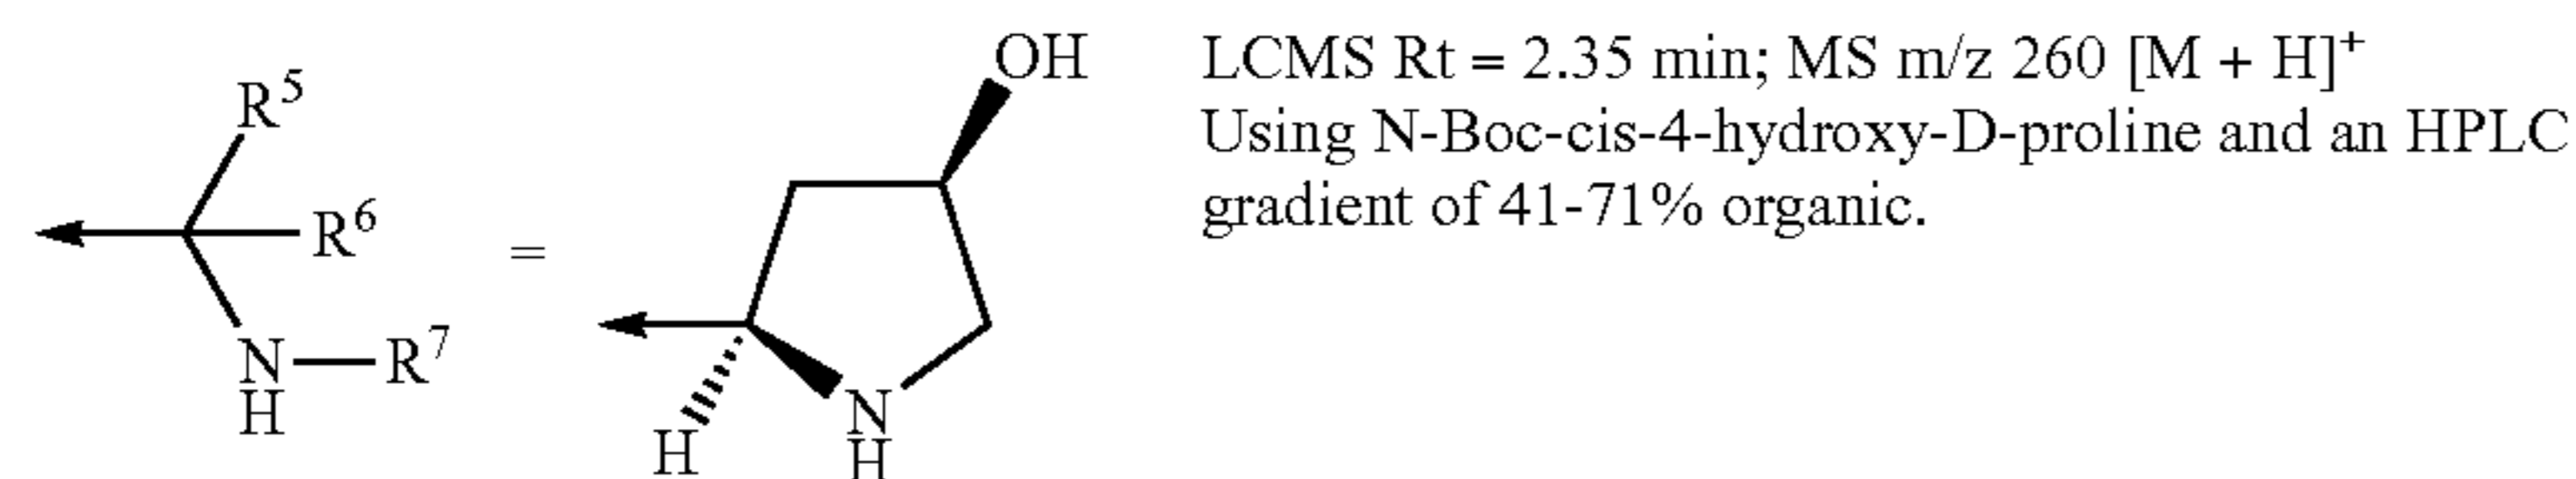 R⁵
R⁶
N—R⁷
H
=
OH
H
N
H
LCMS Rt = 2.35 min; MS m/z 260 [M + H]⁺
Using N-Boc-cis-4-hydroxy-D-proline and an HPLC
gradient of 41-71% organic.